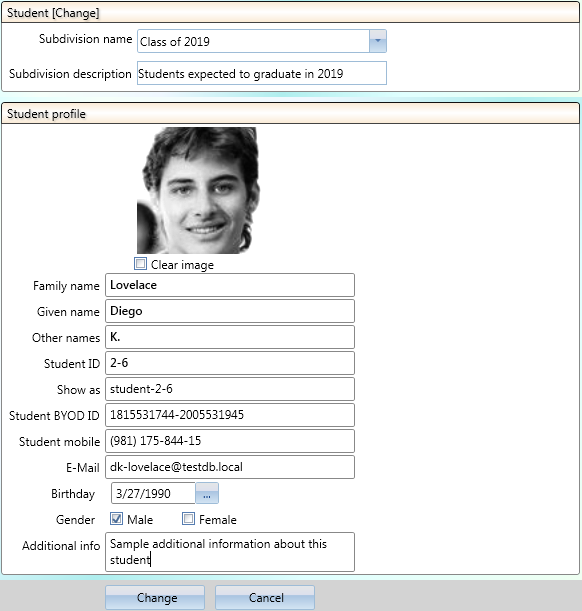 Student [Change]
Subdivision name Class of 2019
Subdivision description Students expected to graduate in 2019
Student profile
Clear image
Family name Lovelace
Given name Diego
Other names K.
Student ID 2-6
Show as student-2-6
Student BYOD ID 1815531744-2005531945
Student mobile (981) 175-844-15
E-Mail dk-lovelace@testdb.local
Birthday 3/27/1990 ...
Gender Male Female
Additional info Sample additional information about this
student
Change Cancel